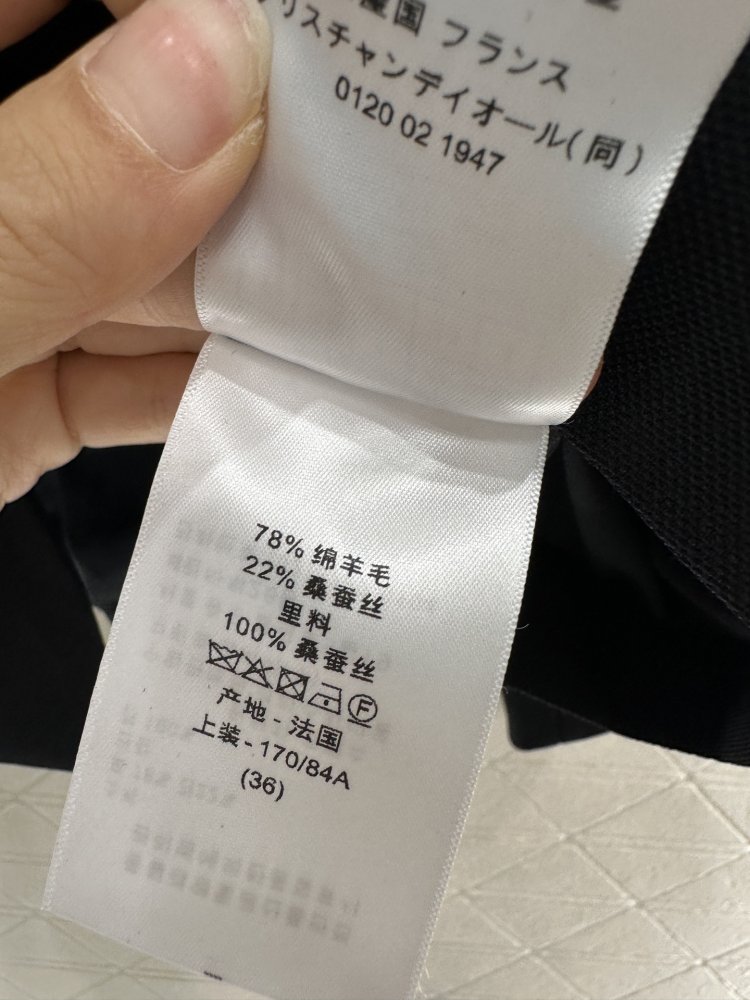 産国 フランス
リスチャンディオール(同)
0120 02 1947
78% 绵羊毛
22% 桑蚕丝
里料
100% 桑蚕丝
F
产地 - 法国
上装 - 170/84A
(36)